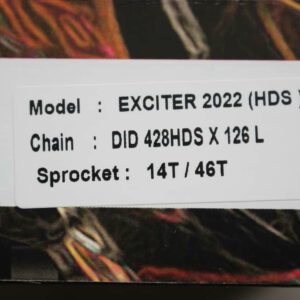 Model : EXCITER 2022 (HDS )
Chain : DID 428HDS X 126 L
Sprocket : 14T / 46T